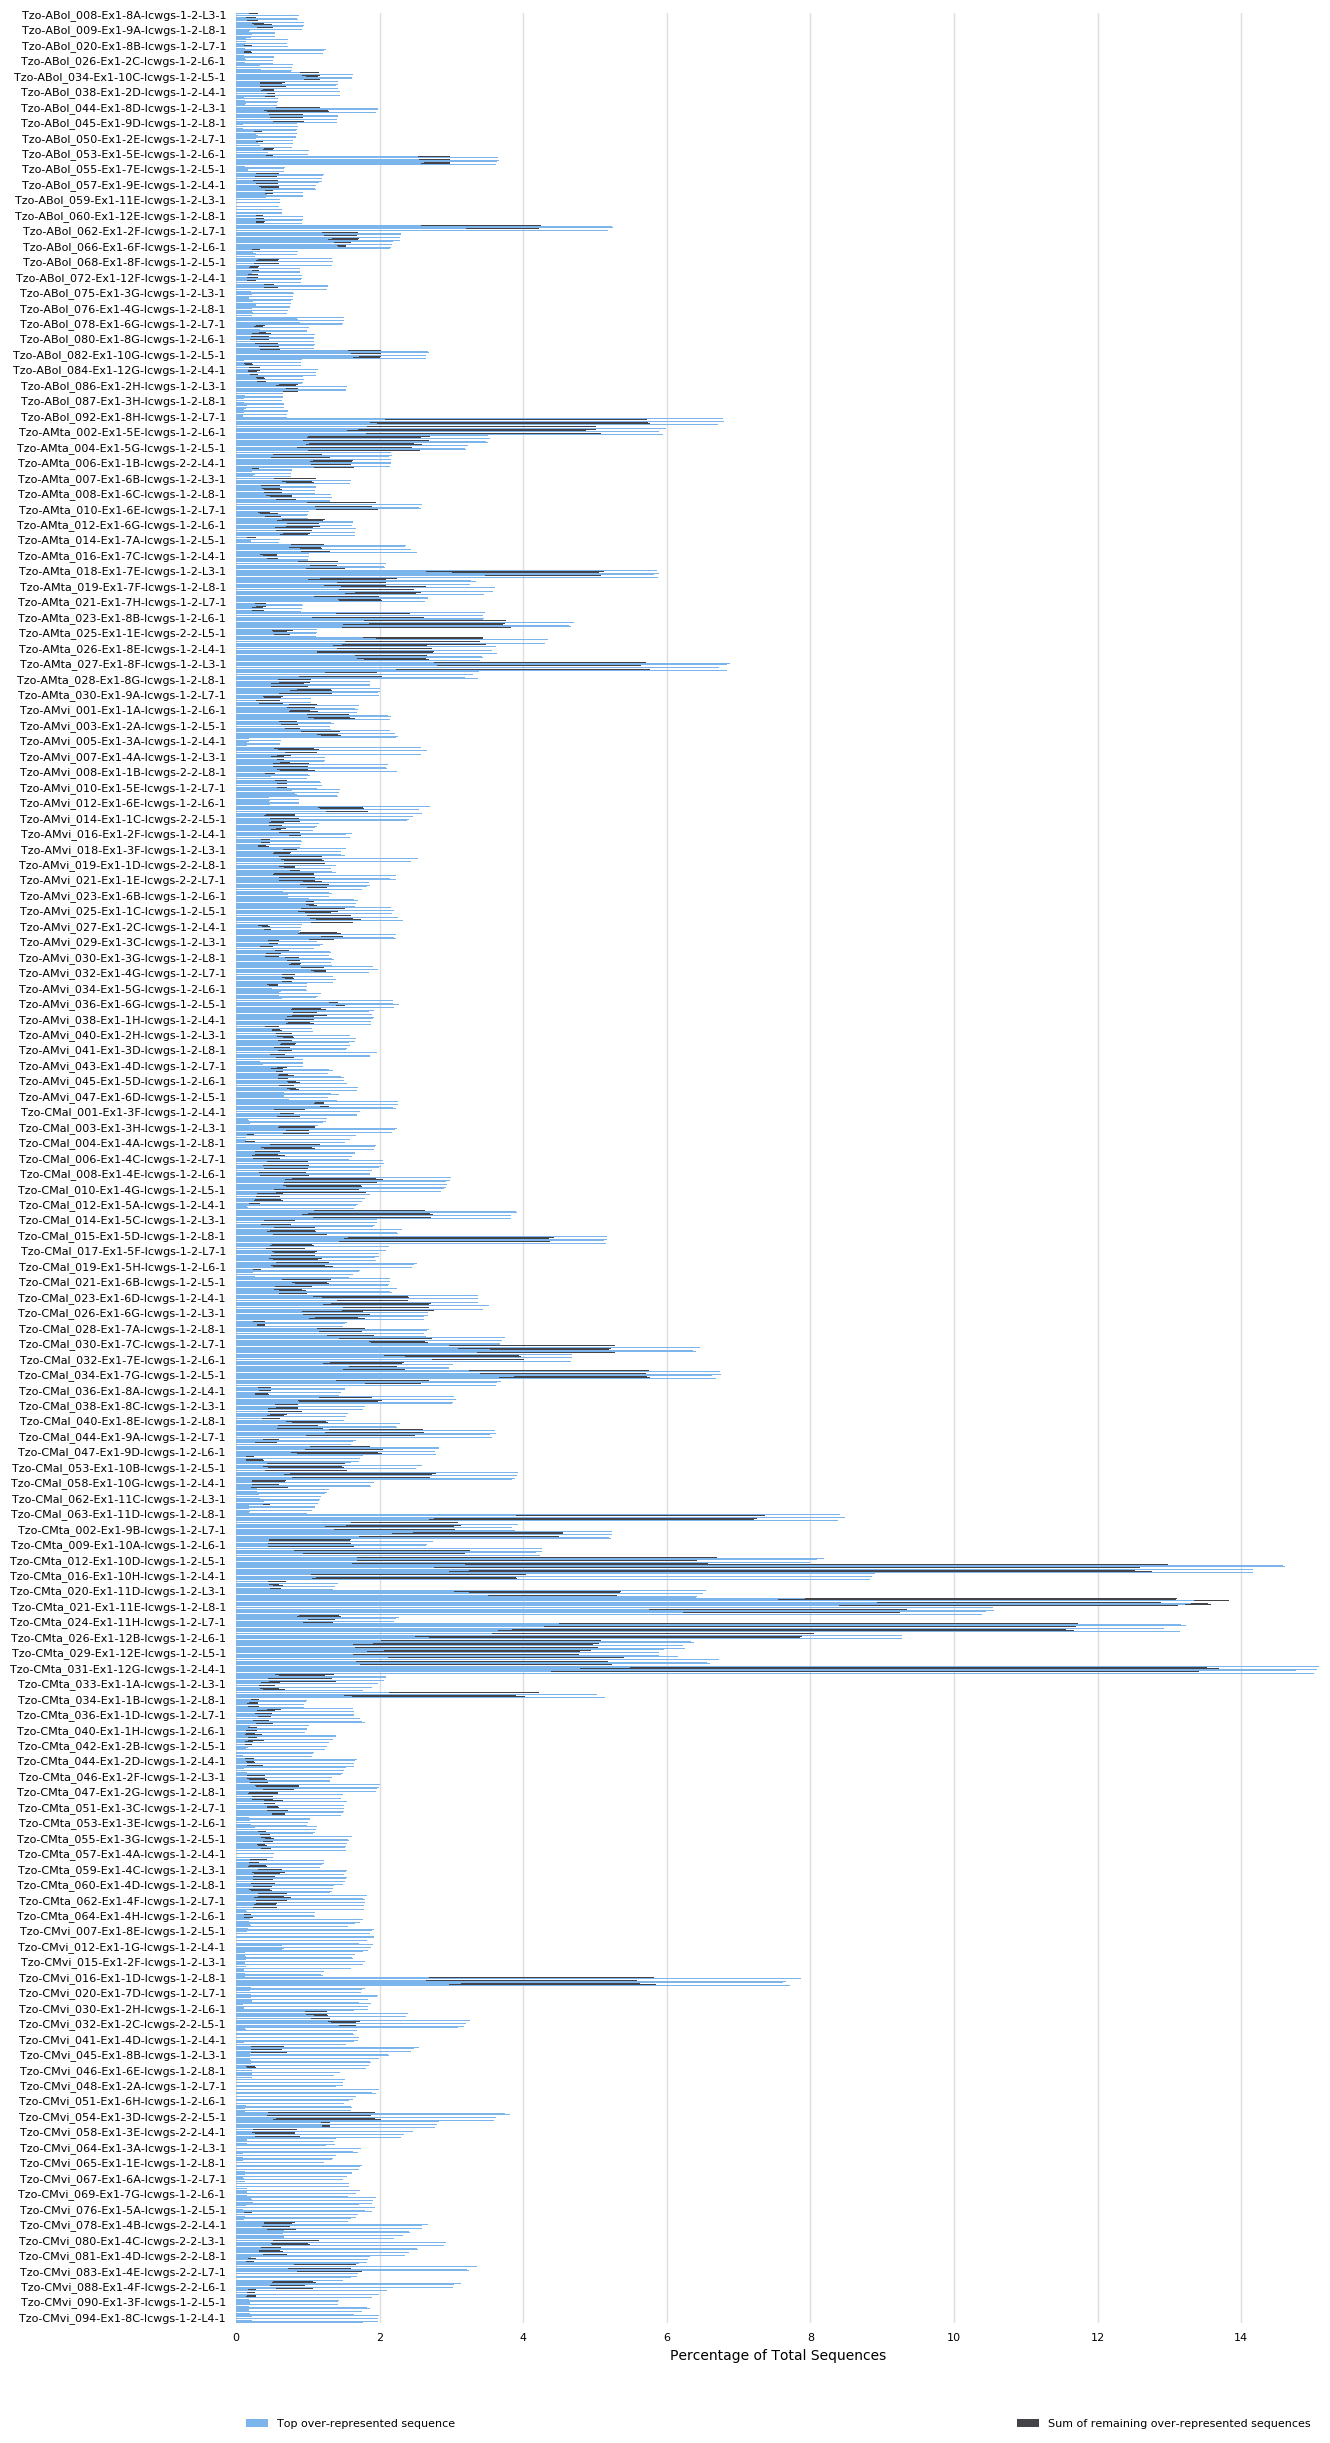 Tzo-ABol_008-Ex1-8A-lcwgs-1-2-L3-1
Tzo-ABol_009-Ex1-9A-lcwgs-1-2-L8-1
Tzo-ABol_020-Ex1-8B-lcwgs-1-2-L7-1
Tzo-ABol_026-Ex1-2C-lcwgs-1-2-L6-1
Tzo-ABol_034-Ex1-10C-lcwgs-1-2-L5-1
Tzo-ABol_038-Ex1-2D-lcwgs-1-2-L4-1
Tzo-ABol_044-Ex1-8D-lcwgs-1-2-L3-1
Tzo-ABol_045-Ex1-9D-lcwgs-1-2-L8-1
Tzo-ABol_050-Ex1-2E-lcwgs-1-2-L7-1
Tzo-ABol_053-Ex1-5E-lcwgs-1-2-L6-1
Tzo-ABol_055-Ex1-7E-lcwgs-1-2-L5-1
Tzo-ABol_057-Ex1-9E-lcwgs-1-2-L4-1
Tzo-ABol_059-Ex1-11E-lcwgs-1-2-L3-1
Tzo-ABol_060-Ex1-12E-lcwgs-1-2-L8-1
Tzo-ABol_062-Ex1-2F-lcwgs-1-2-L7-1
Tzo-ABol_066-Ex1-6F-lcwgs-1-2-L6-1
Tzo-ABol_068-Ex1-8F-lcwgs-1-2-L5-1
Tzo-ABol_072-Ex1-12F-lcwgs-1-2-L4-1
Tzo-ABol_075-Ex1-3G-lcwgs-1-2-L3-1
Tzo-ABol_076-Ex1-4G-lcwgs-1-2-L8-1
Tzo-ABol_078-Ex1-6G-lcwgs-1-2-L7-1
Tzo-ABol_080-Ex1-8G-lcwgs-1-2-L6-1
Tzo-ABol_082-Ex1-10G-lcwgs-1-2-L5-1
Tzo-ABol_084-Ex1-12G-lcwgs-1-2-L4-1
Tzo-ABol_086-Ex1-2H-lcwgs-1-2-L3-1
Tzo-ABol_087-Ex1-3H-lcwgs-1-2-L8-1
Tzo-ABol_092-Ex1-8H-lcwgs-1-2-L7-1
Tzo-AMta_002-Ex1-5E-lcwgs-1-2-L6-1
Tzo-AMta_004-Ex1-5G-lcwgs-1-2-L5-1
Tzo-AMta_006-Ex1-1B-lcwgs-2-2-L4-1
Tzo-AMta_007-Ex1-6B-lcwgs-1-2-L3-1
Tzo-AMta_008-Ex1-6C-lcwgs-1-2-L8-1
Tzo-AMta_010-Ex1-6E-lcwgs-1-2-L7-1
Tzo-AMta_012-Ex1-6G-lcwgs-1-2-L6-1
Tzo-AMta_014-Ex1-7A-lcwgs-1-2-L5-1
Tzo-AMta_016-Ex1-7C-lcwgs-1-2-L4-1
Tzo-AMta_018-Ex1-7E-lcwgs-1-2-L3-1
Tzo-AMta_019-Ex1-7F-lcwgs-1-2-L8-1
Tzo-AMta_021-Ex1-7H-lcwgs-1-2-L7-1
Tzo-AMta_023-Ex1-8B-lcwgs-1-2-L6-1
Tzo-AMta_025-Ex1-1E-lcwgs-2-2-L5-1
Tzo-AMta_026-Ex1-8E-lcwgs-1-2-L4-1
Tzo-AMta_027-Ex1-8F-lcwgs-1-2-L3-1
Tzo-AMta_028-Ex1-8G-lcwgs-1-2-L8-1
Tzo-AMta_030-Ex1-9A-lcwgs-1-2-L7-1
Tzo-AMvi_001-Ex1-1A-lcwgs-1-2-L6-1
Tzo-AMvi_003-Ex1-2A-lcwgs-1-2-L5-1
Tzo-AMvi_005-Ex1-3A-lcwgs-1-2-L4-1
Tzo-AMvi_007-Ex1-4A-lcwgs-1-2-L3-1
Tzo-AMvi_008-Ex1-1B-lcwgs-2-2-L8-1
Tzo-AMvi_010-Ex1-5E-lcwgs-1-2-L7-1
Tzo-AMvi_012-Ex1-6E-lcwgs-1-2-L6-1
Tzo-AMvi_014-Ex1-1C-lcwgs-2-2-L5-1
Tzo-AMvi_016-Ex1-2F-lcwgs-1-2-L4-1
Tzo-AMvi_018-Ex1-3F-lcwgs-1-2-L3-1
Tzo-AMvi_019-Ex1-1D-lcwgs-2-2-L8-1
Tzo-AMvi_021-Ex1-1E-lcwgs-2-2-L7-1
Tzo-AMvi_023-Ex1-6B-lcwgs-1-2-L6-1
Tzo-AMvi_025-Ex1-1C-lcwgs-1-2-L5-1
Tzo-AMvi_027-Ex1-2C-lcwgs-1-2-L4-1
Tzo-AMvi_029-Ex1-3C-lcwgs-1-2-L3-1
Tzo-AMvi_030-Ex1-3G-lcwgs-1-2-L8-1
Tzo-AMvi_032-Ex1-4G-lcwgs-1-2-L7-1
Tzo-AMvi_034-Ex1-5G-lcwgs-1-2-L6-1
Tzo-AMvi_036-Ex1-6G-lcwgs-1-2-L5-1
Tzo-AMvi_038-Ex1-1H-lcwgs-1-2-L4-1
Tzo-AMvi_040-Ex1-2H-lcwgs-1-2-L3-1
Tzo-AMvi_041-Ex1-3D-lcwgs-1-2-L8-1
Tzo-AMvi_043-Ex1-4D-lcwgs-1-2-L7-1
Tzo-AMvi_045-Ex1-5D-lcwgs-1-2-L6-1
Tzo-AMvi_047-Ex1-6D-lcwgs-1-2-L5-1
Tzo-CMal_001-Ex1-3F-lcwgs-1-2-L4-1
Tzo-CMal_003-Ex1-3H-lcwgs-1-2-L3-1
Tzo-CMal_004-Ex1-4A-lcwgs-1-2-L8-1
Tzo-CMal_006-Ex1-4C-lcwgs-1-2-L7-1
Tzo-CMal_008-Ex1-4E-lcwgs-1-2-L6-1
Tzo-CMal_010-Ex1-4G-lcwgs-1-2-L5-1
Tzo-CMal_012-Ex1-5A-lcwgs-1-2-L4-1
Tzo-CMal_014-Ex1-5C-lcwgs-1-2-L3-1
Tzo-CMal_015-Ex1-5D-lcwgs-1-2-L8-1
Tzo-CMal_017-Ex1-5F-lcwgs-1-2-L7-1
Tzo-CMal_019-Ex1-5H-lcwgs-1-2-L6-1
Tzo-CMal_021-Ex1-6B-lcwgs-1-2-L5-1
Tzo-CMal_023-Ex1-6D-lcwgs-1-2-L4-1
Tzo-CMal_026-Ex1-6G-lcwgs-1-2-L3-1
Tzo-CMal_028-Ex1-7A-lcwgs-1-2-L8-1
Tzo-CMal_030-Ex1-7C-lcwgs-1-2-L7-1
Tzo-CMal_032-Ex1-7E-lcwgs-1-2-L6-1
Tzo-CMal_034-Ex1-7G-lcwgs-1-2-L5-1
Tzo-CMal_036-Ex1-8A-lcwgs-1-2-L4-1
Tzo-CMal_038-Ex1-8C-lcwgs-1-2-L3-1
Tzo-CMal_040-Ex1-8E-lcwgs-1-2-L8-1
Tzo-CMal_044-Ex1-9A-lcwgs-1-2-L7-1
Tzo-CMal_047-Ex1-9D-lcwgs-1-2-L6-1
Tzo-CMal_053-Ex1-10B-lcwgs-1-2-L5-1
Tzo-CMal_058-Ex1-10G-lcwgs-1-2-L4-1
Tzo-CMal_062-Ex1-11C-lcwgs-1-2-L3-1
Tzo-CMal_063-Ex1-11D-lcwgs-1-2-L8-1
Tzo-CMta_002-Ex1-9B-lcwgs-1-2-L7-1
Tzo-CMta_009-Ex1-10A-lcwgs-1-2-L6-1
Tzo-CMta_012-Ex1-10D-lcwgs-1-2-L5-1
Tzo-CMta_016-Ex1-10H-lcwgs-1-2-L4-1
Tzo-CMta_020-Ex1-11D-lcwgs-1-2-L3-1
Tzo-CMta_021-Ex1-11E-lcwgs-1-2-L8-1
Tzo-CMta_024-Ex1-11H-lcwgs-1-2-L7-1
Tzo-CMta_026-Ex1-12B-lcwgs-1-2-L6-1
Tzo-CMta_029-Ex1-12E-lcwgs-1-2-L5-1
Tzo-CMta_031-Ex1-12G-lcwgs-1-2-L4-1
Tzo-CMta_033-Ex1-1A-lcwgs-1-2-L3-1
Tzo-CMta_034-Ex1-1B-lcwgs-1-2-L8-1
Tzo-CMta_036-Ex1-1D-lcwgs-1-2-L7-1
Tzo-CMta_040-Ex1-1H-lcwgs-1-2-L6-1
Tzo-CMta_042-Ex1-2B-lcwgs-1-2-L5-1
Tzo-CMta_044-Ex1-2D-lcwgs-1-2-L4-1
Tzo-CMta_046-Ex1-2F-lcwgs-1-2-L3-1
Tzo-CMta_047-Ex1-2G-lcwgs-1-2-L8-1
Tzo-CMta_051-Ex1-3C-lcwgs-1-2-L7-1
Tzo-CMta_053-Ex1-3E-lcwgs-1-2-L6-1
Tzo-CMta_055-Ex1-3G-lcwgs-1-2-L5-1
Tzo-CMta_057-Ex1-4A-lcwgs-1-2-L4-1
Tzo-CMta_059-Ex1-4C-lcwgs-1-2-L3-1
Tzo-CMta_060-Ex1-4D-lcwgs-1-2-L8-1
Tzo-CMta_062-Ex1-4F-lcwgs-1-2-L7-1
Tzo-CMta_064-Ex1-4H-lcwgs-1-2-L6-1
Tzo-CMvi_007-Ex1-8E-lcwgs-1-2-L5-1
Tzo-CMvi_012-Ex1-1G-lcwgs-1-2-L4-1
Tzo-CMvi_015-Ex1-2F-lcwgs-1-2-L3-1
Tzo-CMvi_016-Ex1-1D-lcwgs-1-2-L8-1
Tzo-CMvi_020-Ex1-7D-lcwgs-1-2-L7-1
Tzo-CMvi_030-Ex1-2H-lcwgs-1-2-L6-1
Tzo-CMvi_032-Ex1-2C-lcwgs-2-2-L5-1
Tzo-CMvi_041-Ex1-4D-lcwgs-1-2-L4-1
Tzo-CMvi_045-Ex1-8B-lcwgs-1-2-L3-1
Tzo-CMvi_046-Ex1-6E-lcwgs-1-2-L8-1
Tzo-CMvi_048-Ex1-2A-lcwgs-1-2-L7-1
Tzo-CMvi_051-Ex1-6H-lcwgs-1-2-L6-1
Tzo-CMvi_054-Ex1-3D-lcwgs-2-2-L5-1
Tzo-CMvi_058-Ex1-3E-lcwgs-2-2-L4-1
Tzo-CMvi_064-Ex1-3A-lcwgs-1-2-L3-1
Tzo-CMvi_065-Ex1-1E-lcwgs-1-2-L8-1
Tzo-CMvi_067-Ex1-6A-lcwgs-1-2-L7-1
Tzo-CMvi_069-Ex1-7G-lcwgs-1-2-L6-1
Tzo-CMvi_076-Ex1-5A-lcwgs-1-2-L5-1
Tzo-CMvi_078-Ex1-4B-lcwgs-2-2-L4-1
Tzo-CMvi_080-Ex1-4C-lcwgs-2-2-L3-1
Tzo-CMvi_081-Ex1-4D-lcwgs-2-2-L8-1
Tzo-CMvi_083-Ex1-4E-lcwgs-2-2-L7-1
Tzo-CMvi_088-Ex1-4F-lcwgs-2-2-L6-1
Tzo-CMvi_090-Ex1-3F-lcwgs-1-2-L5-1
Tzo-CMvi_094-Ex1-8C-lcwgs-1-2-L4-1
0 2 4 6 8 10 12 14
Percentage of Total Sequences
Top over-represented sequence
Sum of remaining over-represented sequences